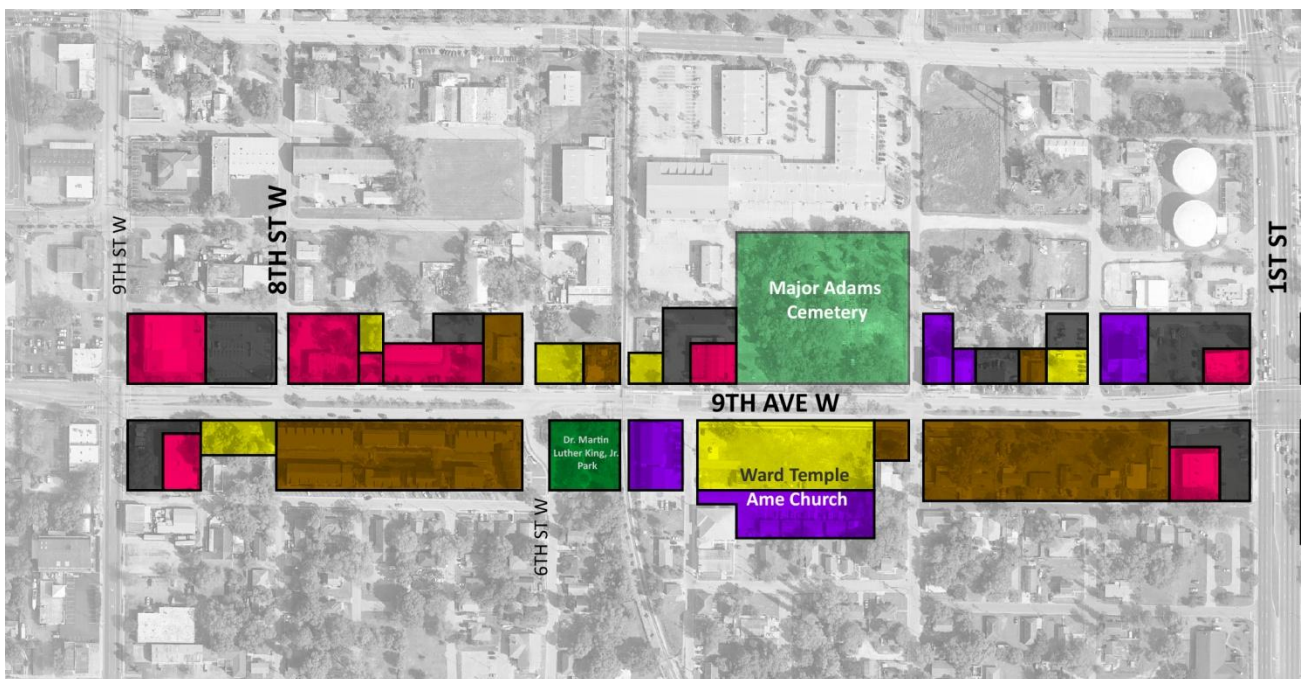 9TH ST W
8TH ST W
1ST ST
Major Adams
Cemetery
9TH AVE W
Dr. Martin
Luther King, Jr.
Park
Ward Temple
Ame Church
6TH ST W